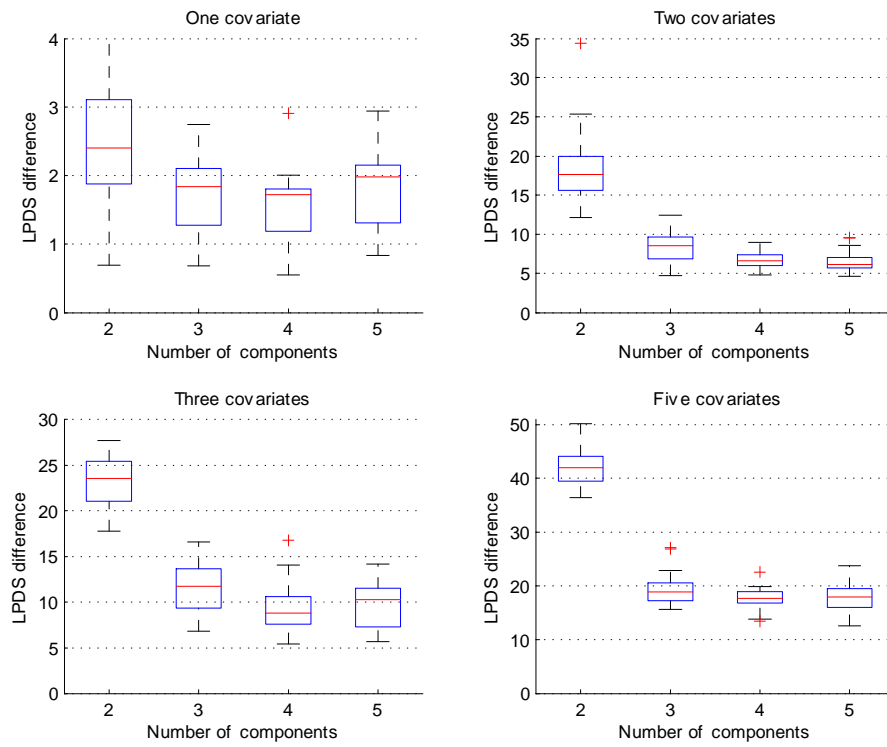 One covariate
4
3
2
1
0
LPDS difference
2 3 4 5
Number of components
Two covariates
35
30
25
20
15
10
5
0
LPDS difference
2 3 4 5
Number of components
Three covariates
30
25
20
15
10
5
0
LPDS difference
2 3 4 5
Number of components
Five covariates
50
40
30
20
10
0
LPDS difference
2 3 4 5
Number of components